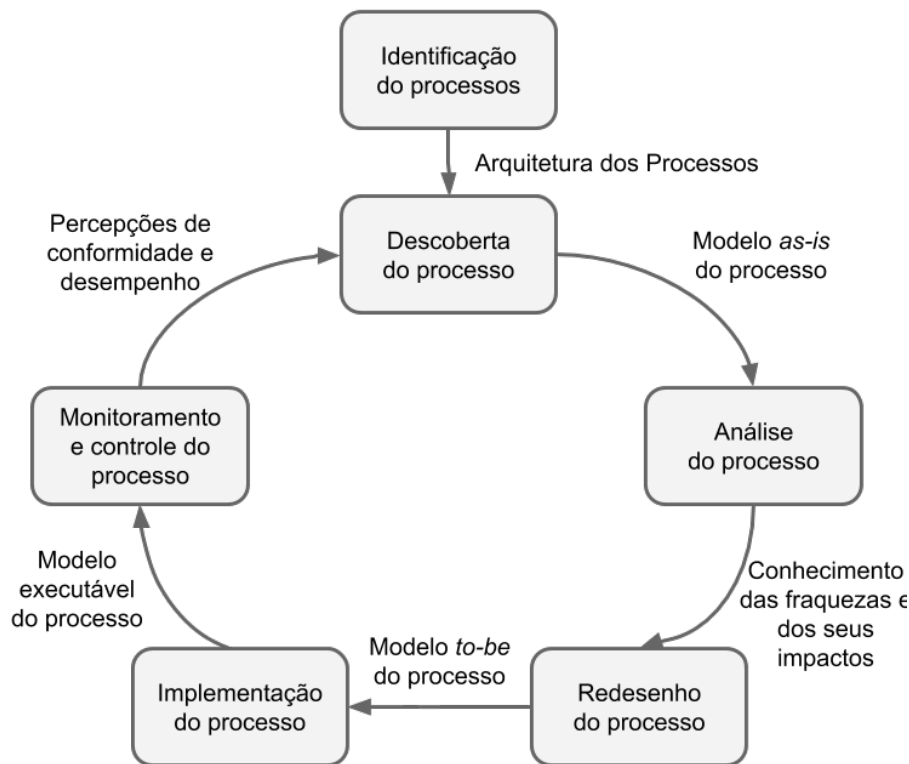 Identificação
do processos
Arquitetura dos Processos
Percepções de
conformidade e
desempenho
Descoberta
do processo
Modelo as-is
do processo
Monitoramento
e controle do
processo
Análise
do processo
Modelo
executável
do processo
Conhecimento
das fraquezas e
dos seus
impactos
Modelo to-be
do processo
Implementação
do processo
Redesenho
do processo